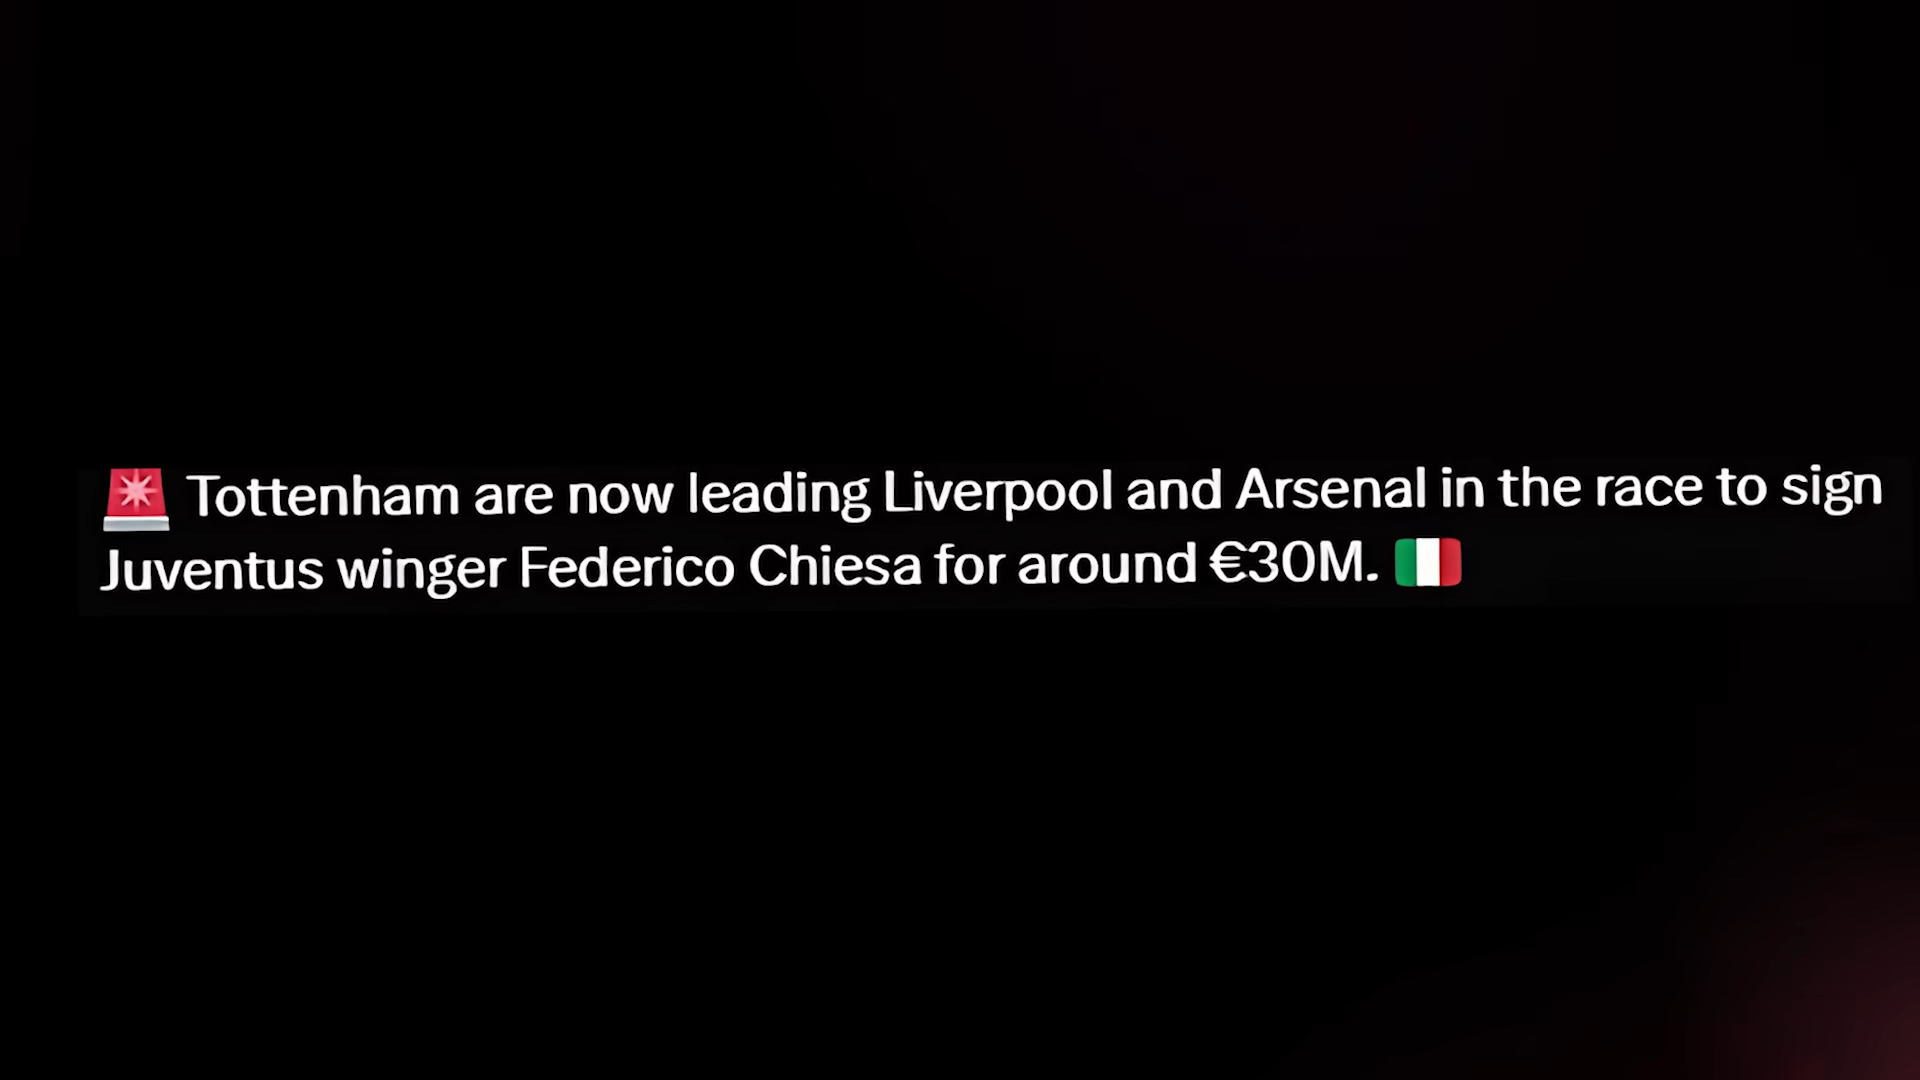 🚨 Tottenham are now leading Liverpool and Arsenal in the race to sign
Juventus winger Federico Chiesa for around €30M. 🇮🇹